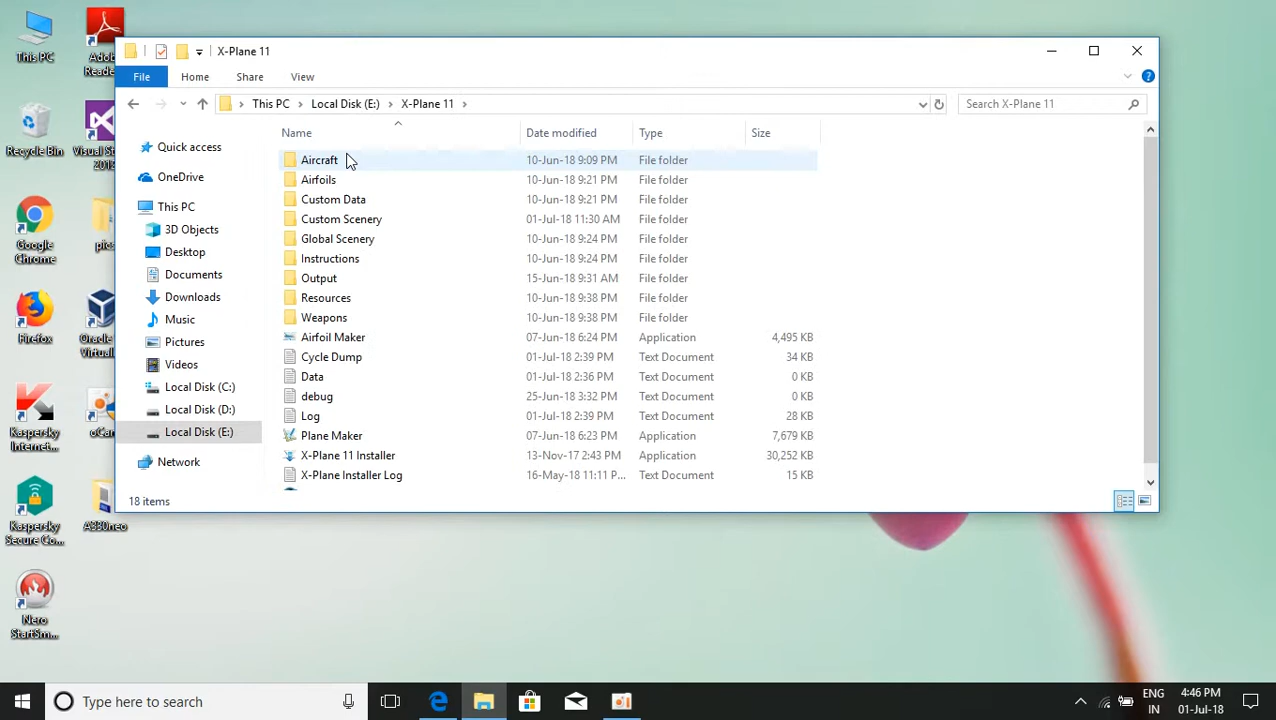 This PC
Adob
Reade
Recycle Bin
Visual St
Google
Chrome
pics
Firefox
Oracle
Virtual
Kaspersky
Internet...
oCam
Kaspersky
Secure Co...
A330neo
Nero
StartSm...
X-Plane 11
File
Home
Share
View
This PC
Local Disk (E:)
X-Plane 11
Search X-Plane 11
Name
Date modified
Type
Size
Quick access
OneDrive
This PC
3D Objects
Desktop
Documents
Downloads
Music
Pictures
Videos
Local Disk (C:)
Local Disk (D:)
Local Disk (E:)
Network
Aircraft 10-Jun-18 9:09 PM File folder
Airfoils 10-Jun-18 9:21 PM File folder
Custom Data 10-Jun-18 9:21 PM File folder
Custom Scenery 01-Jul-18 11:30 AM File folder
Global Scenery 10-Jun-18 9:24 PM File folder
Instructions 10-Jun-18 9:24 PM File folder
Output 15-Jun-18 9:31 AM File folder
Resources 10-Jun-18 9:38 PM File folder
Weapons 10-Jun-18 9:38 PM File folder
Airfoil Maker 07-Jun-18 6:24 PM Application 4,495 KB
Cycle Dump 01-Jul-18 2:39 PM Text Document 34 KB
Data 01-Jul-18 2:36 PM Text Document 0 KB
debug 25-Jun-18 3:32 PM Text Document 0 KB
Log 01-Jul-18 2:39 PM Text Document 28 KB
Plane Maker 07-Jun-18 6:23 PM Application 7,679 KB
X-Plane 11 Installer 13-Nov-17 2:43 PM Application 30,252 KB
X-Plane Installer Log 16-May-18 11:11 P... Text Document 15 KB
18 items
Type here to search
ENG
IN
4:46 PM
01-Jul-18